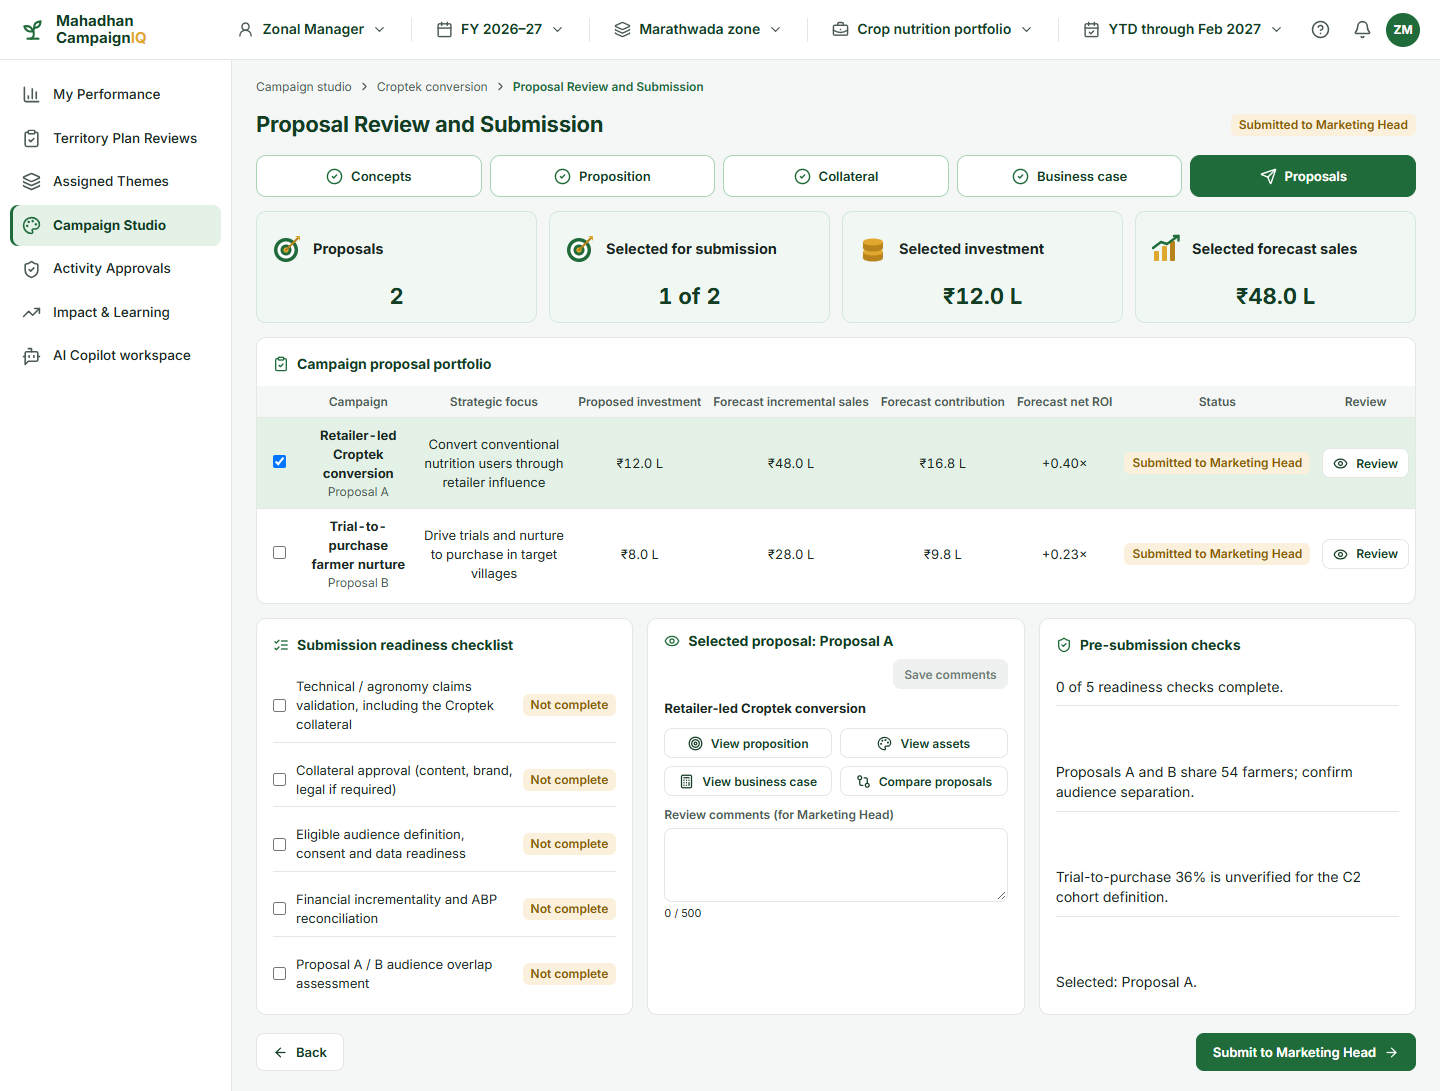 Mahadhan
CampaignIQ
Zonal Manager
FY 2026–27
Marathwada zone
Crop nutrition portfolio
YTD through Feb 2027
ZM
My Performance
Territory Plan Reviews
Assigned Themes
Campaign Studio
Activity Approvals
Impact & Learning
AI Copilot workspace
Campaign studio > Croptek conversion > Proposal Review and Submission
Proposal Review and Submission
Submitted to Marketing Head
Concepts
Proposition
Collateral
Business case
Proposals
Proposals
2
Selected for submission
1 of 2
Selected investment
₹12.0 L
Selected forecast sales
₹48.0 L
Campaign proposal portfolio
Campaign Strategic focus Proposed investment Forecast incremental sales Forecast contribution Forecast net ROI Status Review
Retailer-led
Croptek
conversion
Proposal A
Convert conventional
nutrition users through
retailer influence
₹12.0 L
₹48.0 L
₹16.8 L
+0.40×
Submitted to Marketing Head
Review
Trial-to-
purchase
farmer nurture
Proposal B
Drive trials and nurture
to purchase in target
villages
₹8.0 L
₹28.0 L
₹9.8 L
+0.23×
Submitted to Marketing Head
Review
Submission readiness checklist
Technical / agronomy claims
validation, including the Croptek
collateral
Not complete
Collateral approval (content, brand,
legal if required)
Not complete
Eligible audience definition,
consent and data readiness
Not complete
Financial incrementality and ABP
reconciliation
Not complete
Proposal A / B audience overlap
assessment
Not complete
Selected proposal: Proposal A
Save comments
Retailer-led Croptek conversion
View proposition
View assets
View business case
Compare proposals
Review comments (for Marketing Head)
0 / 500
Pre-submission checks
0 of 5 readiness checks complete.
Proposals A and B share 54 farmers; confirm
audience separation.
Trial-to-purchase 36% is unverified for the C2
cohort definition.
Selected: Proposal A.
Back
Submit to Marketing Head